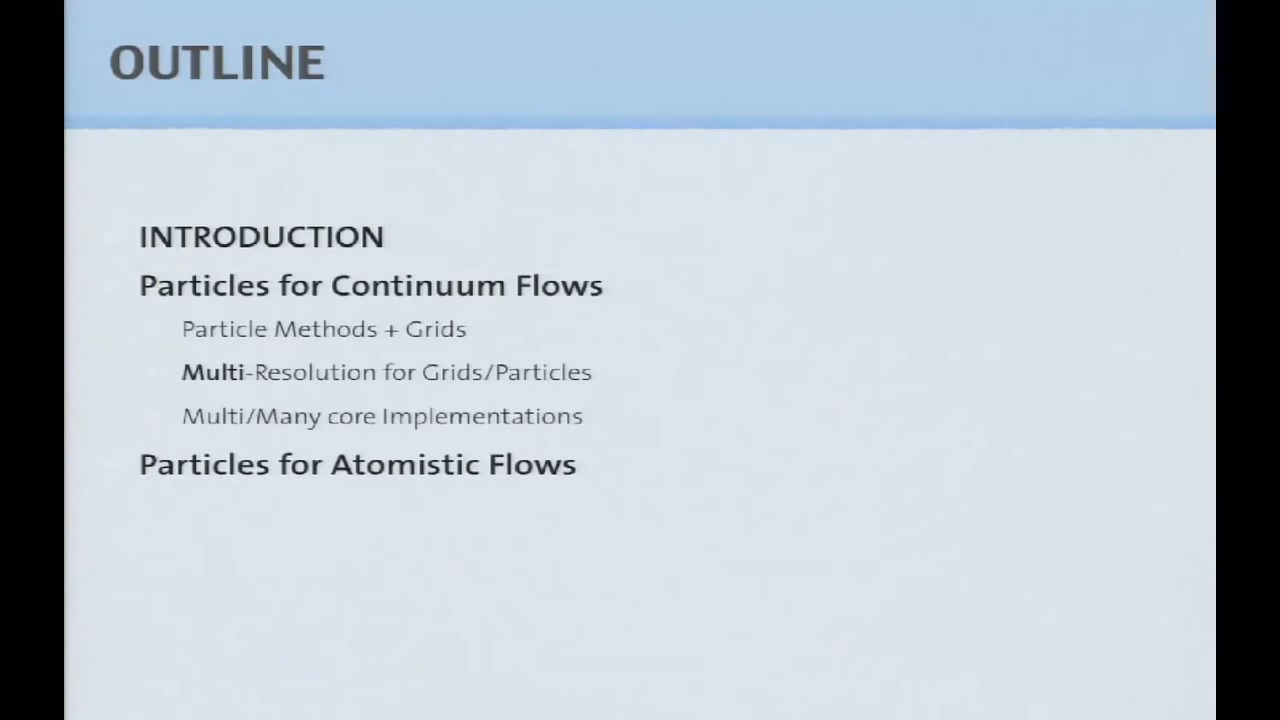 OUTLINE
INTRODUCTION
Particles for Continuum Flows
Particle Methods + Grids
Multi-Resolution for Grids/Particles
Multi/Many core Implementations
Particles for Atomistic Flows